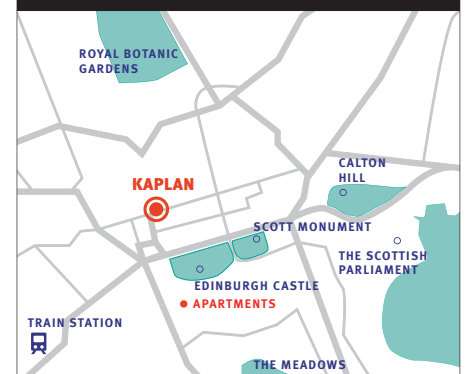 ROYAL BOTANIC
GARDENS
CALTON
HILL
KAPLAN
SCOTT MONUMENT
THE SCOTTISH
PARLIAMENT
EDINBURGH CASTLE
APARTMENTS
TRAIN STATION
THE MEADOWS